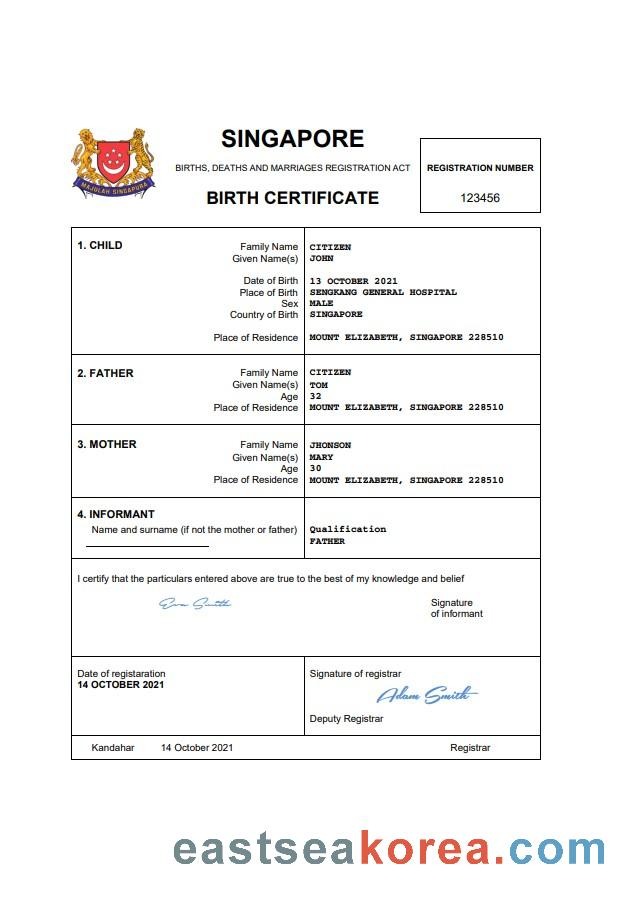 SINGAPORE
BIRTHS, DEATHS AND MARRIAGES REGISTRATION ACT
BIRTH CERTIFICATE
REGISTRATION NUMBER
123456
MAJULAH SINGAPURA
1. CHILD
Family Name CITIZEN
Given Name(s) JOHN
Date of Birth 13 OCTOBER 2021
Place of Birth SENGKANG GENERAL HOSPITAL
Sex MALE
Country of Birth SINGAPORE
Place of Residence MOUNT ELIZABETH, SINGAPORE 228510
2. FATHER
Family Name CITIZEN
Given Name(s) TOM
Age 32
Place of Residence MOUNT ELIZABETH, SINGAPORE 228510
3. MOTHER
Family Name JHONSON
Given Name(s) MARY
Age 30
Place of Residence MOUNT ELIZABETH, SINGAPORE 228510
4. INFORMANT
Name and surname (if not the mother or father) Qualification
FATHER
I certify that the particulars entered above are true to the best of my knowledge and belief
Eva Smith
Signature
of informant
Date of registaration
14 OCTOBER 2021
Signature of registrar
Adam Smith
Deputy Registrar
Kandahar 14 October 2021 Registrar
eastseakorea.com